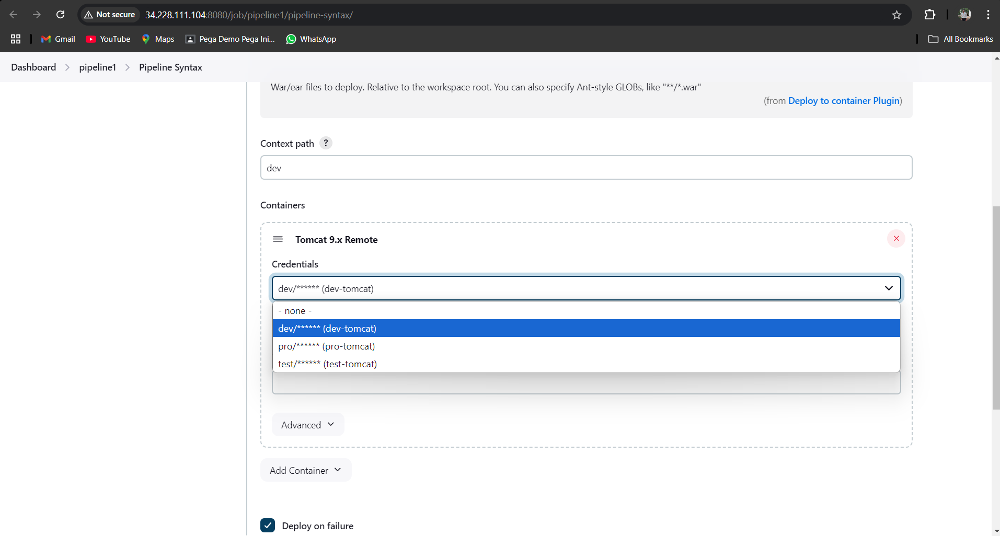 Not secure 34.228.111.104:8080/job/pipeline1/pipeline-syntax/
Gmail YouTube Maps Pega Demo Pega Ini... WhatsApp All Bookmarks
Dashboard > pipeline1 > Pipeline Syntax
War/ear files to deploy. Relative to the workspace root. You can also specify Ant-style GLOBs, like "**/*.war"
(from Deploy to container Plugin)
Context path ?
dev
Containers
Tomcat 9.x Remote
Credentials
dev/****** (dev-tomcat)
- none -
dev/****** (dev-tomcat)
pro/****** (pro-tomcat)
test/****** (test-tomcat)
Advanced
Add Container
Deploy on failure